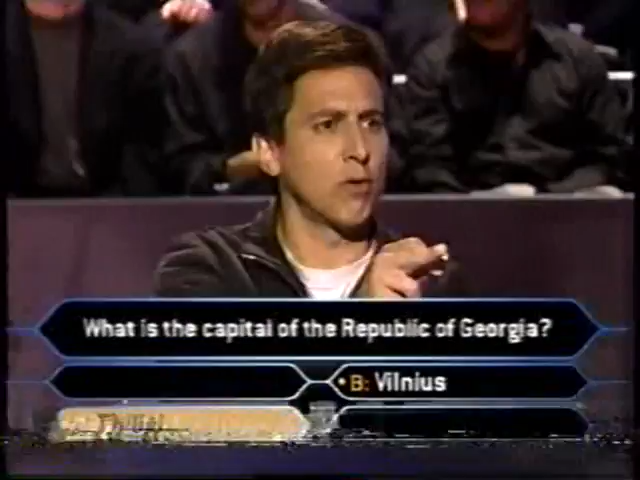 What is the capital of the Republic of Georgia?
B: Vilnius